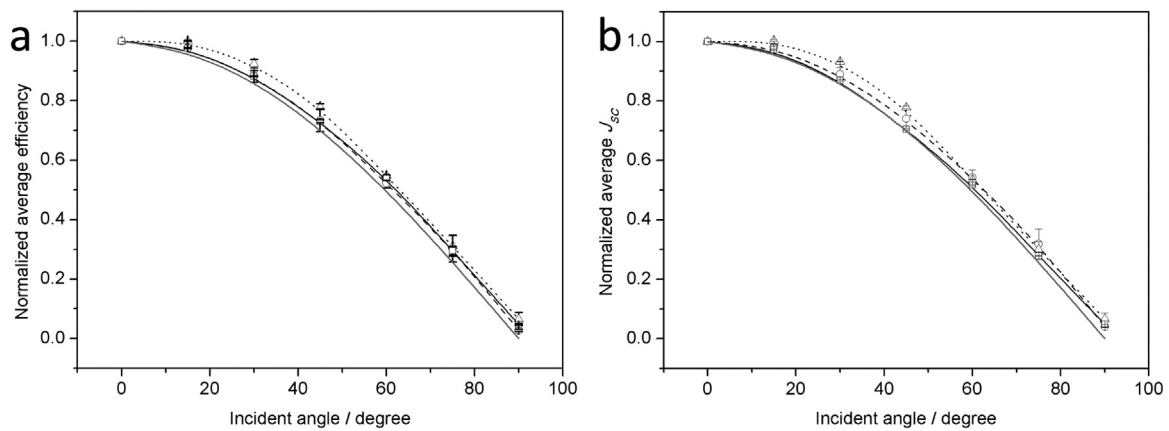 a
1.0
0.8
0.6
0.4
0.2
0.0
Normalized average efficiency
0 20 40 60 80 100
Incident angle / degree
b
1.0
0.8
0.6
0.4
0.2
0.0
Normalized average Jsc
0 20 40 60 80 100
Incident angle / degree